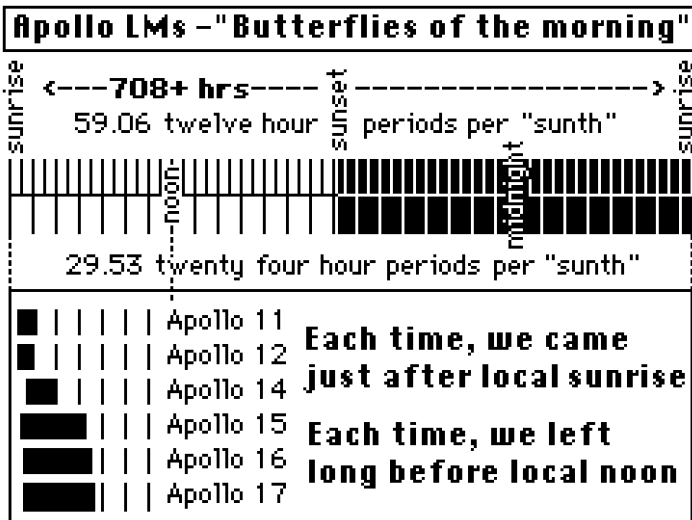 Apollo LMs –"Butterflies of the morning"
sunrise
<---708+ hrs---- ------------------>
sunset
sunrise
59.06 twelve hour periods per "sunth"
noon
midnight
29.53 twenty four hour periods per "sunth"
Apollo 11
Apollo 12
Apollo 14
Apollo 15
Apollo 16
Apollo 17
Each time, we came
just after local sunrise
Each time, we left
long before local noon